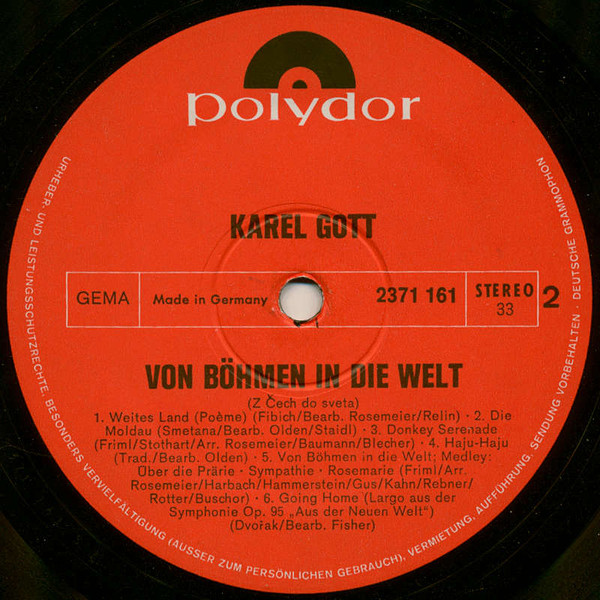 polydor
KAREL GOTT
GEMA
Made in Germany
2371 161
STEREO
33
2
VON BÖHMEN IN DIE WELT
(Z Čech do sveta)
1. Weites Land (Poème) (Fibich/Bearb. Rosemeier/Relin) · 2. Die
Moldau (Smetana/Bearb. Olden/Staidl) · 3. Donkey Serenade
(Friml/Stothart/Arr. Rosemeier/Baumann/Blecher) · 4. Haju-Haju
(Trad./Bearb. Olden) · 5. Von Böhmen in die Welt; Medley:
Über die Prärie · Sympathie · Rosemarie (Friml/Arr.
Rosemeier/Harbach/Hammerstein/Gus/Kahn/Rebner/
Rotter/Buschor) · 6. Going Home (Largo aus der
Symphonie Op. 95 „Aus der Neuen Welt“)
(Dvořak/Bearb. Fisher)
URHEBER- UND LEISTUNGSSCHUTZRECHTE, BESONDERS VERVIELFÄLTIGUNG (AUSSER ZUM PERSÖNLICHEN GEBRAUCH), VERMIETUNG, AUFFÜHRUNG, SENDUNG VORBEHALTEN · DEUTSCHE GRAMMOPHON